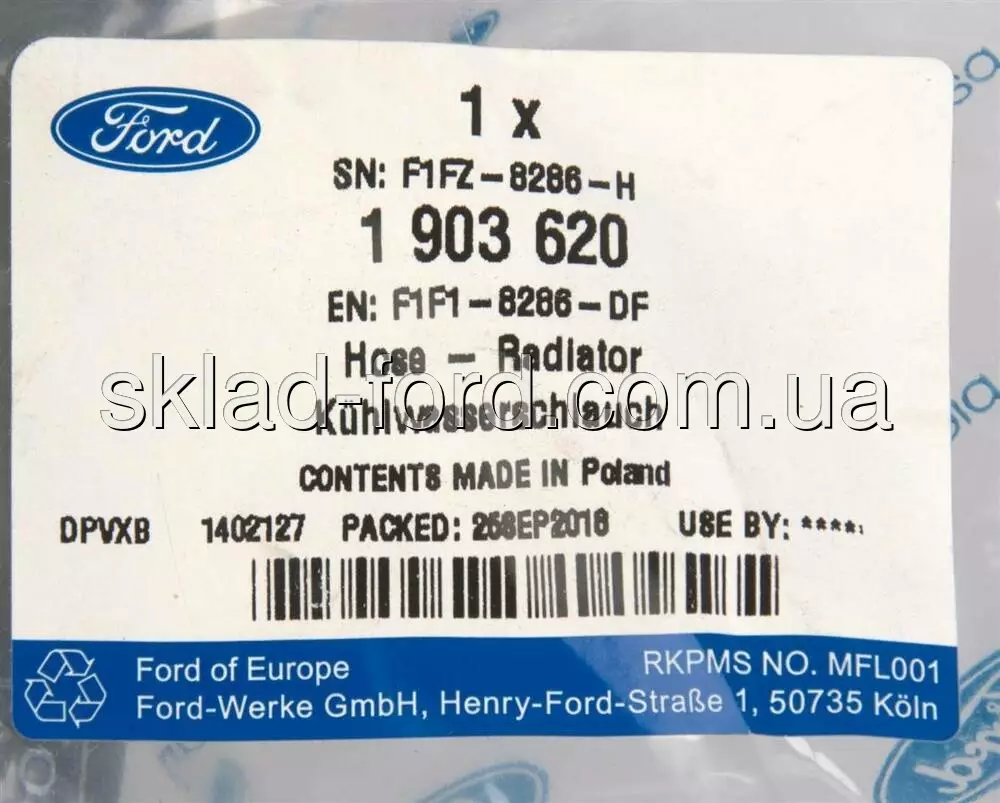 Ford
1 x
SN: F1FZ-8286-H
1 903 620
EN: F1F1-8286-DF
Hose - Radiator
sklad-ford.com.ua
Kühlwasserschlauch
CONTENTS MADE IN Poland
DPVXB 1402127 PACKED: 26SEP2016 USE BY: ****
Ford of Europe RKPMS NO. MFL001
Ford-Werke GmbH, Henry-Ford-Straße 1, 50735 Köln